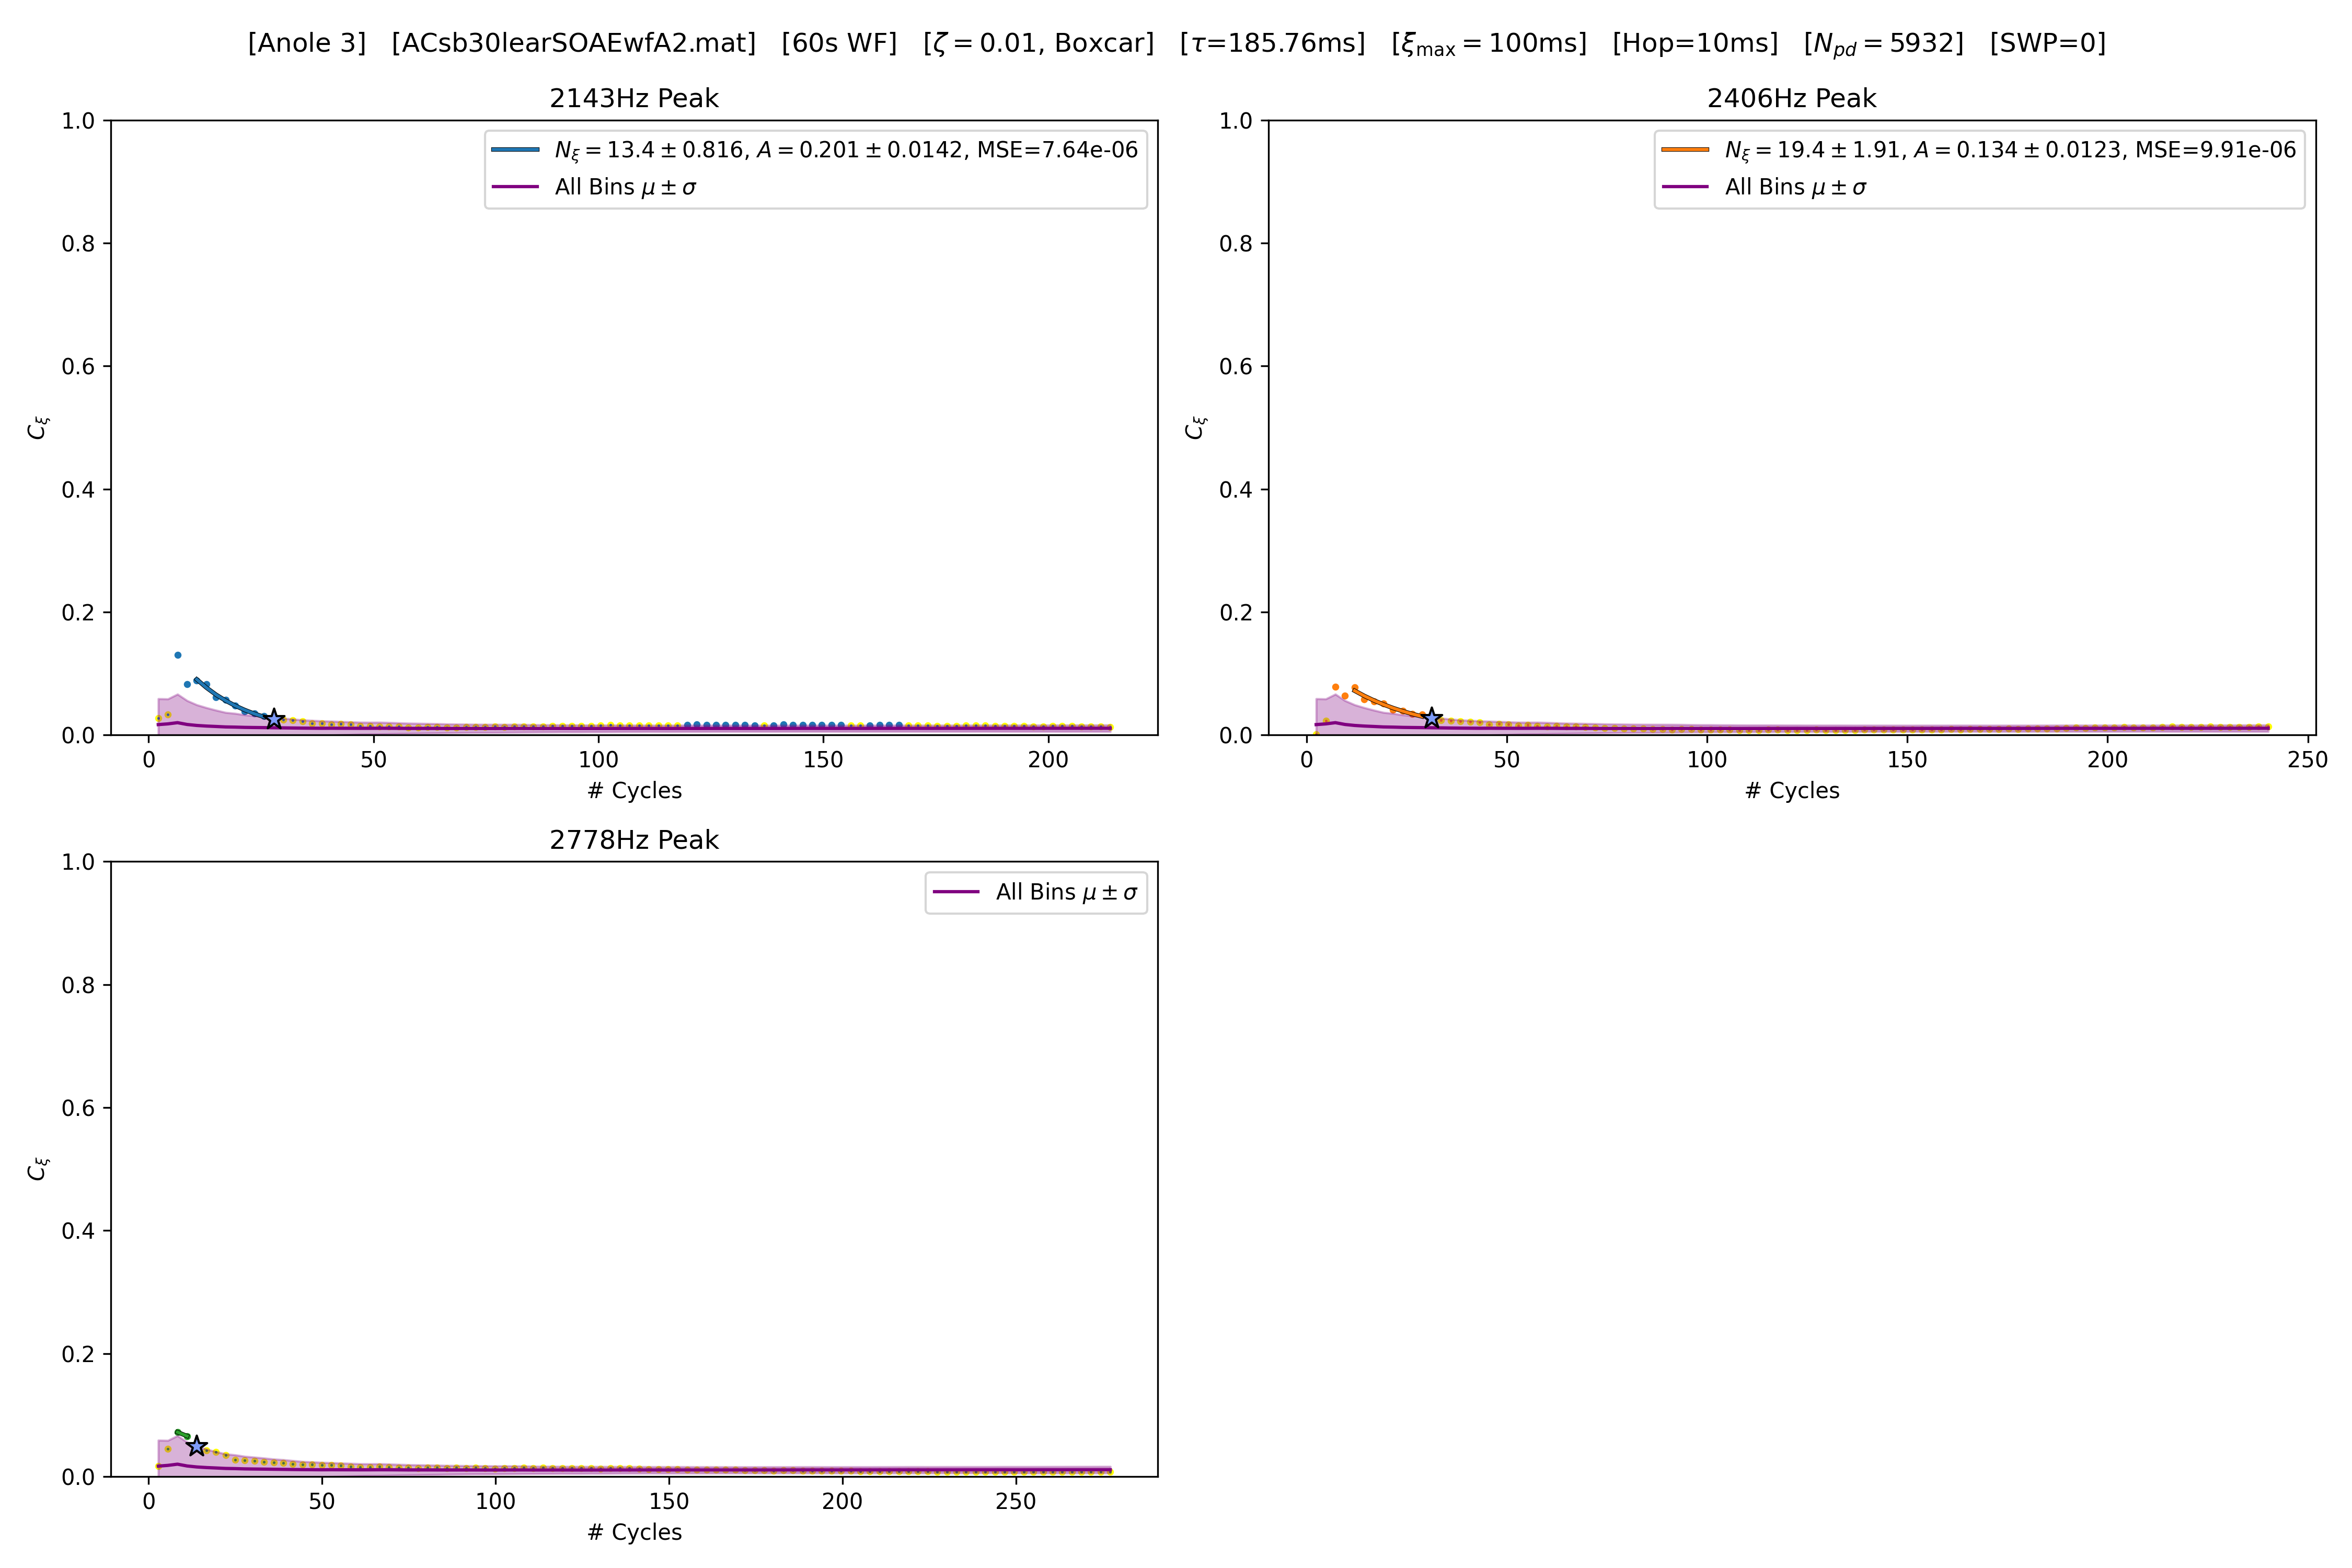 [Anole 3] [ACsb30learSOAEwfA2.mat] [60s WF] [ζ = 0.01, Boxcar] [τ=185.76ms] [ξmax = 100ms] [Hop=10ms] [Npd = 5932] [SWP=0]
2143Hz Peak
Nξ = 13.4 ± 0.816, A = 0.201 ± 0.0142, MSE=7.64e-06
All Bins μ ± σ
1.0
0.8
0.6
0.4
0.2
0.0
Cξ
0 50 100 150 200
# Cycles
2406Hz Peak
Nξ = 19.4 ± 1.91, A = 0.134 ± 0.0123, MSE=9.91e-06
All Bins μ ± σ
1.0
0.8
0.6
0.4
0.2
0.0
Cξ
0 50 100 150 200 250
# Cycles
2778Hz Peak
All Bins μ ± σ
1.0
0.8
0.6
0.4
0.2
0.0
Cξ
0 50 100 150 200 250
# Cycles